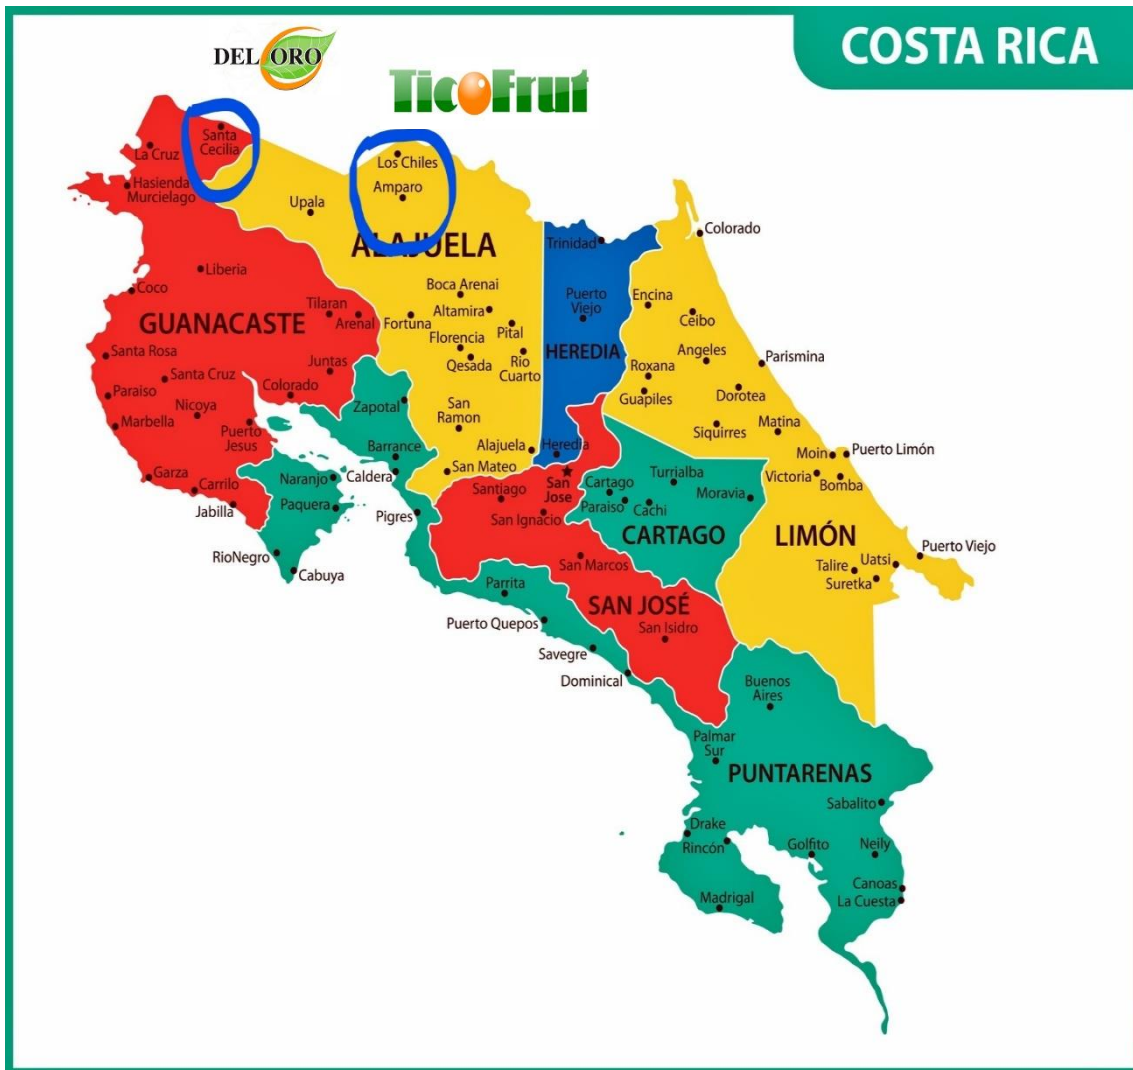 COSTA RICA
DEL ORO
TicoFrut
Santa
Cecilia
La Cruz
Hasienda
Murcielago
Los Chiles
Amparo
Upala
ALAJUELA
Trinidad
Colorado
Liberia
Coco
Boca Arenai
Puerto
Viejo
Encina
Tilaran
Arenal
GUANACASTE
Fortuna
Altamira
Pital
Ceibo
Florencia
Qesada
Rio
Cuarto
HEREDIA
Angeles
Parismina
Santa Rosa
Juntas
Santa Cruz
Roxana
Guapiles
Dorotea
Paraiso
Colorado
Nicoya
Marbella
Puerto
Jesus
Zapotal
San
Ramon
Siquirres
Matina
Barrance
Alajuela
Heredia
Moin
Puerto Limón
Garza
Carrilo
Jabilla
Naranjo
Paquera
Caldera
San Mateo
San
Jose
Santiago
San Ignacio
Cartago
Paraiso
Cachi
Turrialba
Moravia
Victoria
Bomba
Pigres
CARTAGO
LIMÓN
RioNegro
Cabuya
San Marcos
Talire
Uatsi
Suretka
Puerto Viejo
Parrita
SAN JOSÉ
San Isidro
Puerto Quepos
Savegre
Dominical
Buenos
Aires
Palmar
Sur
PUNTARENAS
Sabalito
Drake
Rincón
Golfito
Neily
Madrigal
Canoas
La Cuesta